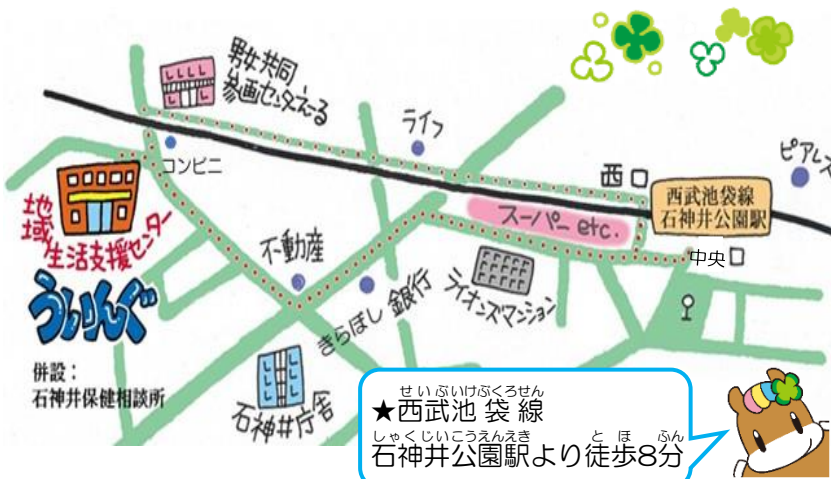 男女共同
参画センターえーる
ライフ
コンビニ
西口
ピアレス
西武池袋線
石神井公園駅
スーパー etc.
中央口
地域
生活支援センター
ういんぐ
不動産
きらぼし銀行
ライオンズマンション
併設：
石神井保健相談所
石神井庁舎
せいぶいけぶくろせん
★西武池袋線
しゃくじいこうえんえき とほ ふん
石神井公園駅より徒歩8分